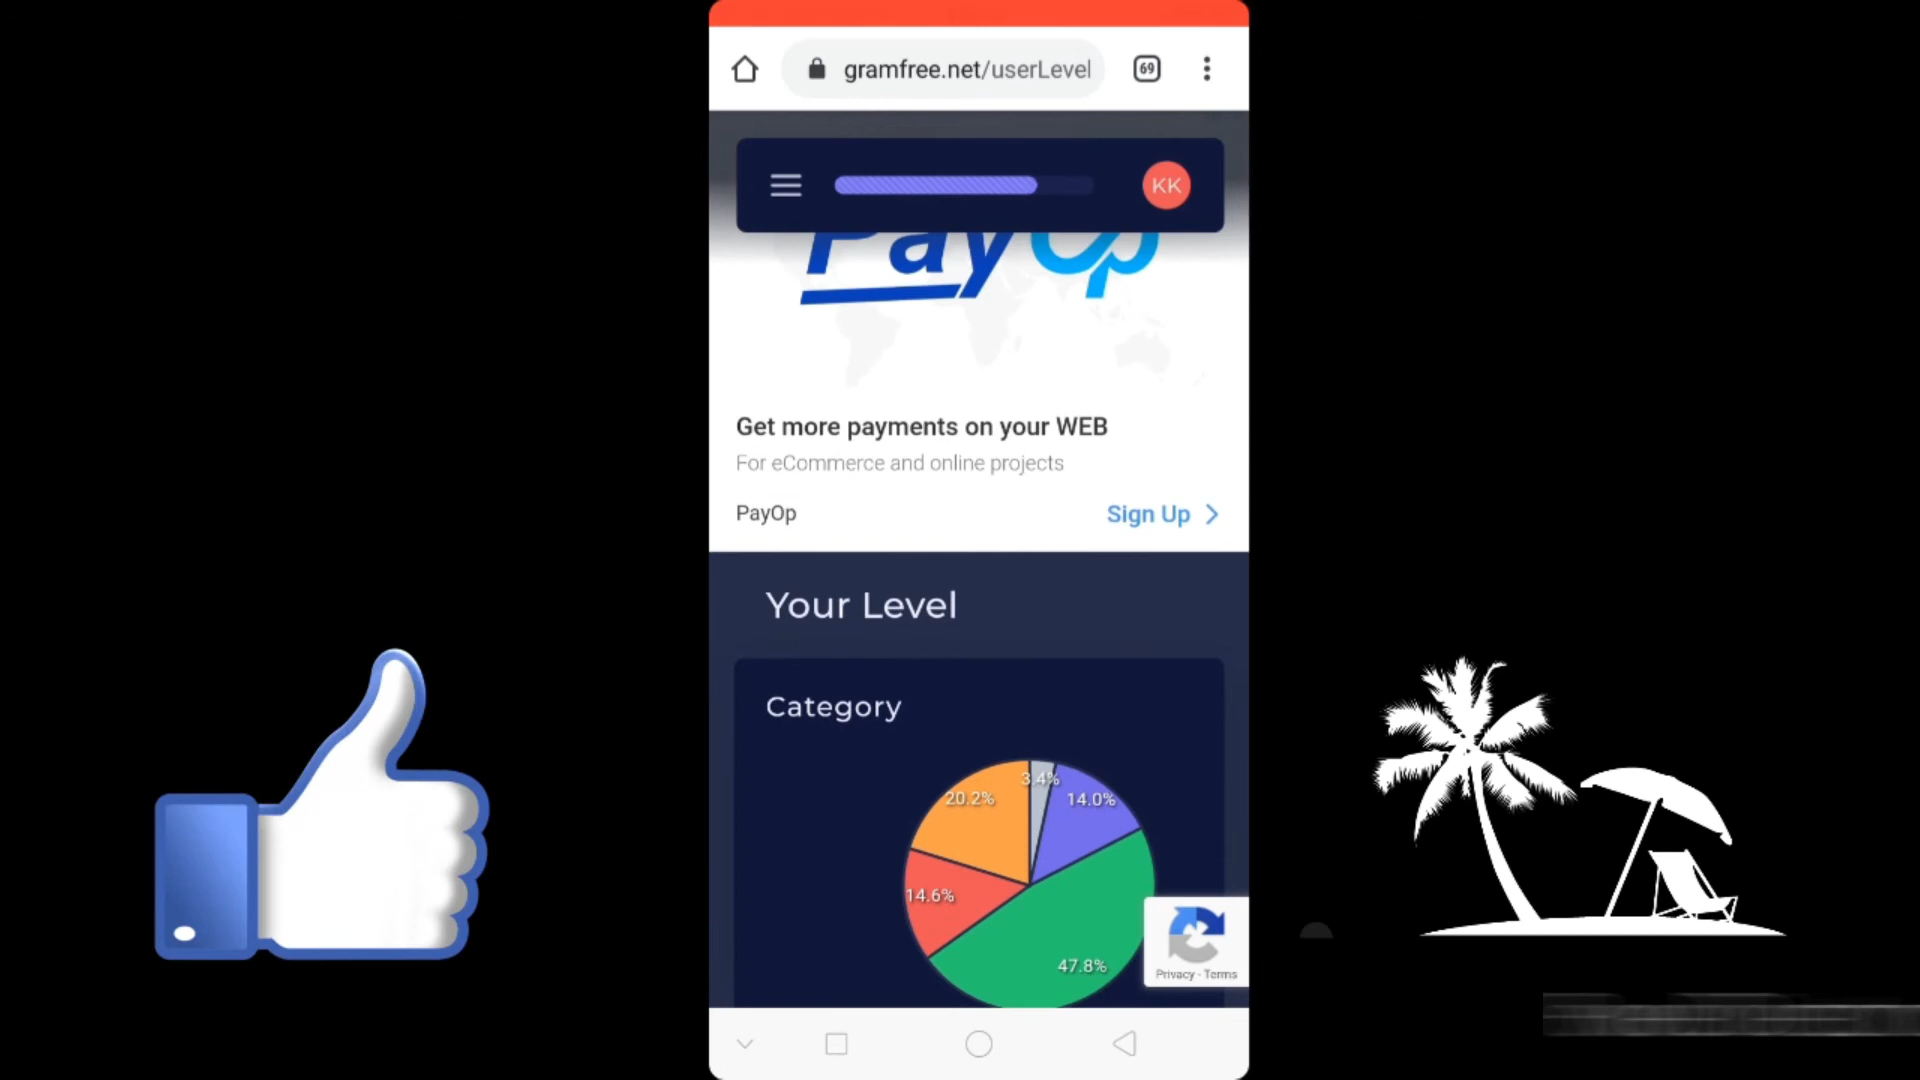 gramfree.net/userLevel
69
KK
PayOp
Get more payments on your WEB
For eCommerce and online projects
PayOp
Sign Up
Your Level
Category
3.4%
20.2%
14.0%
14.6%
47.8%
Privacy - Terms